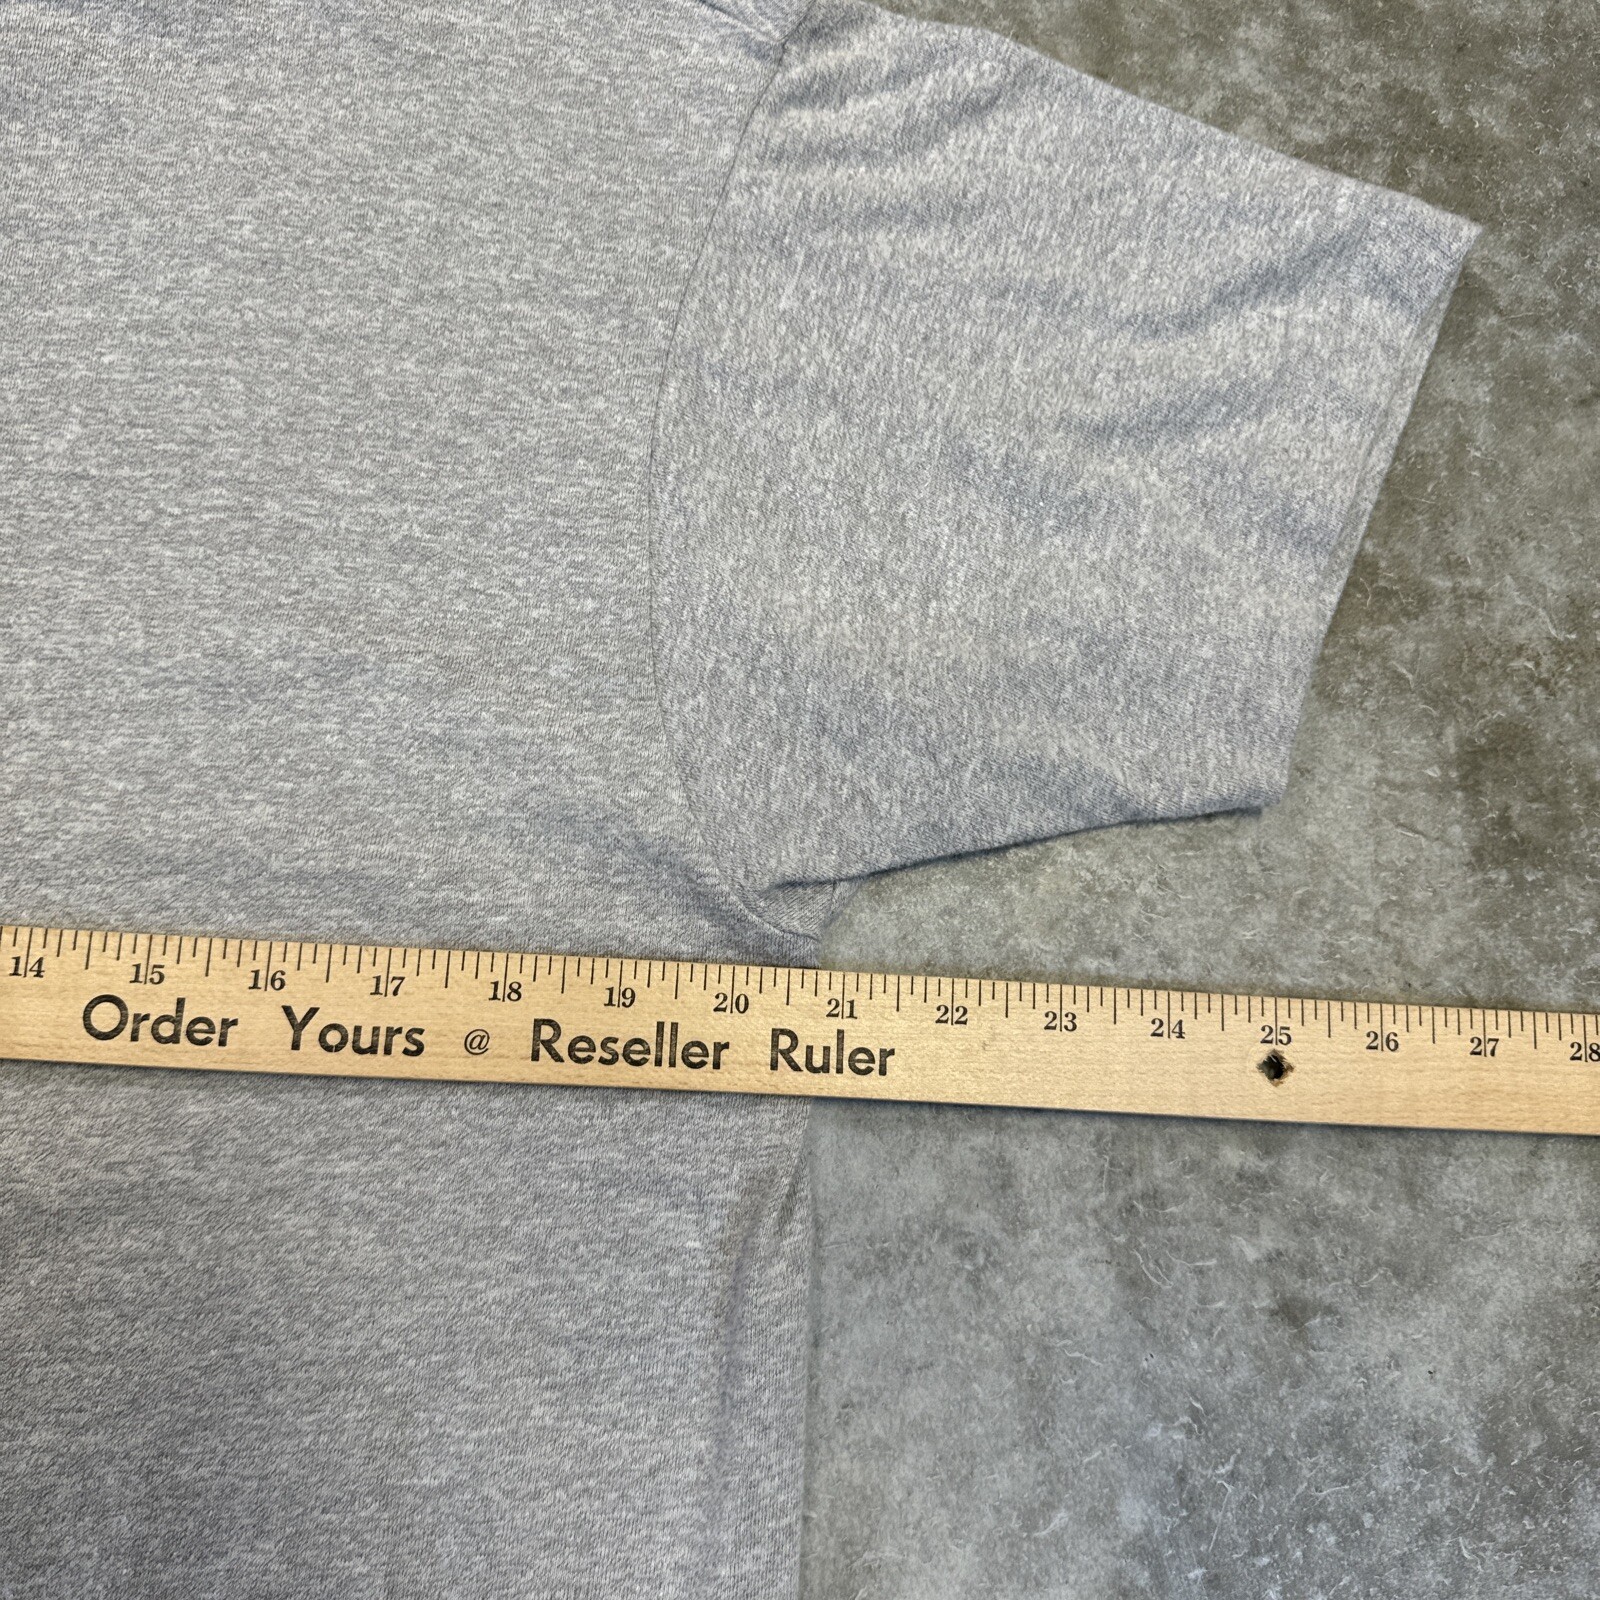 14 15 16 17 18 19 20 21 22 23 24 25 26 27 28
Order Yours @ Reseller Ruler